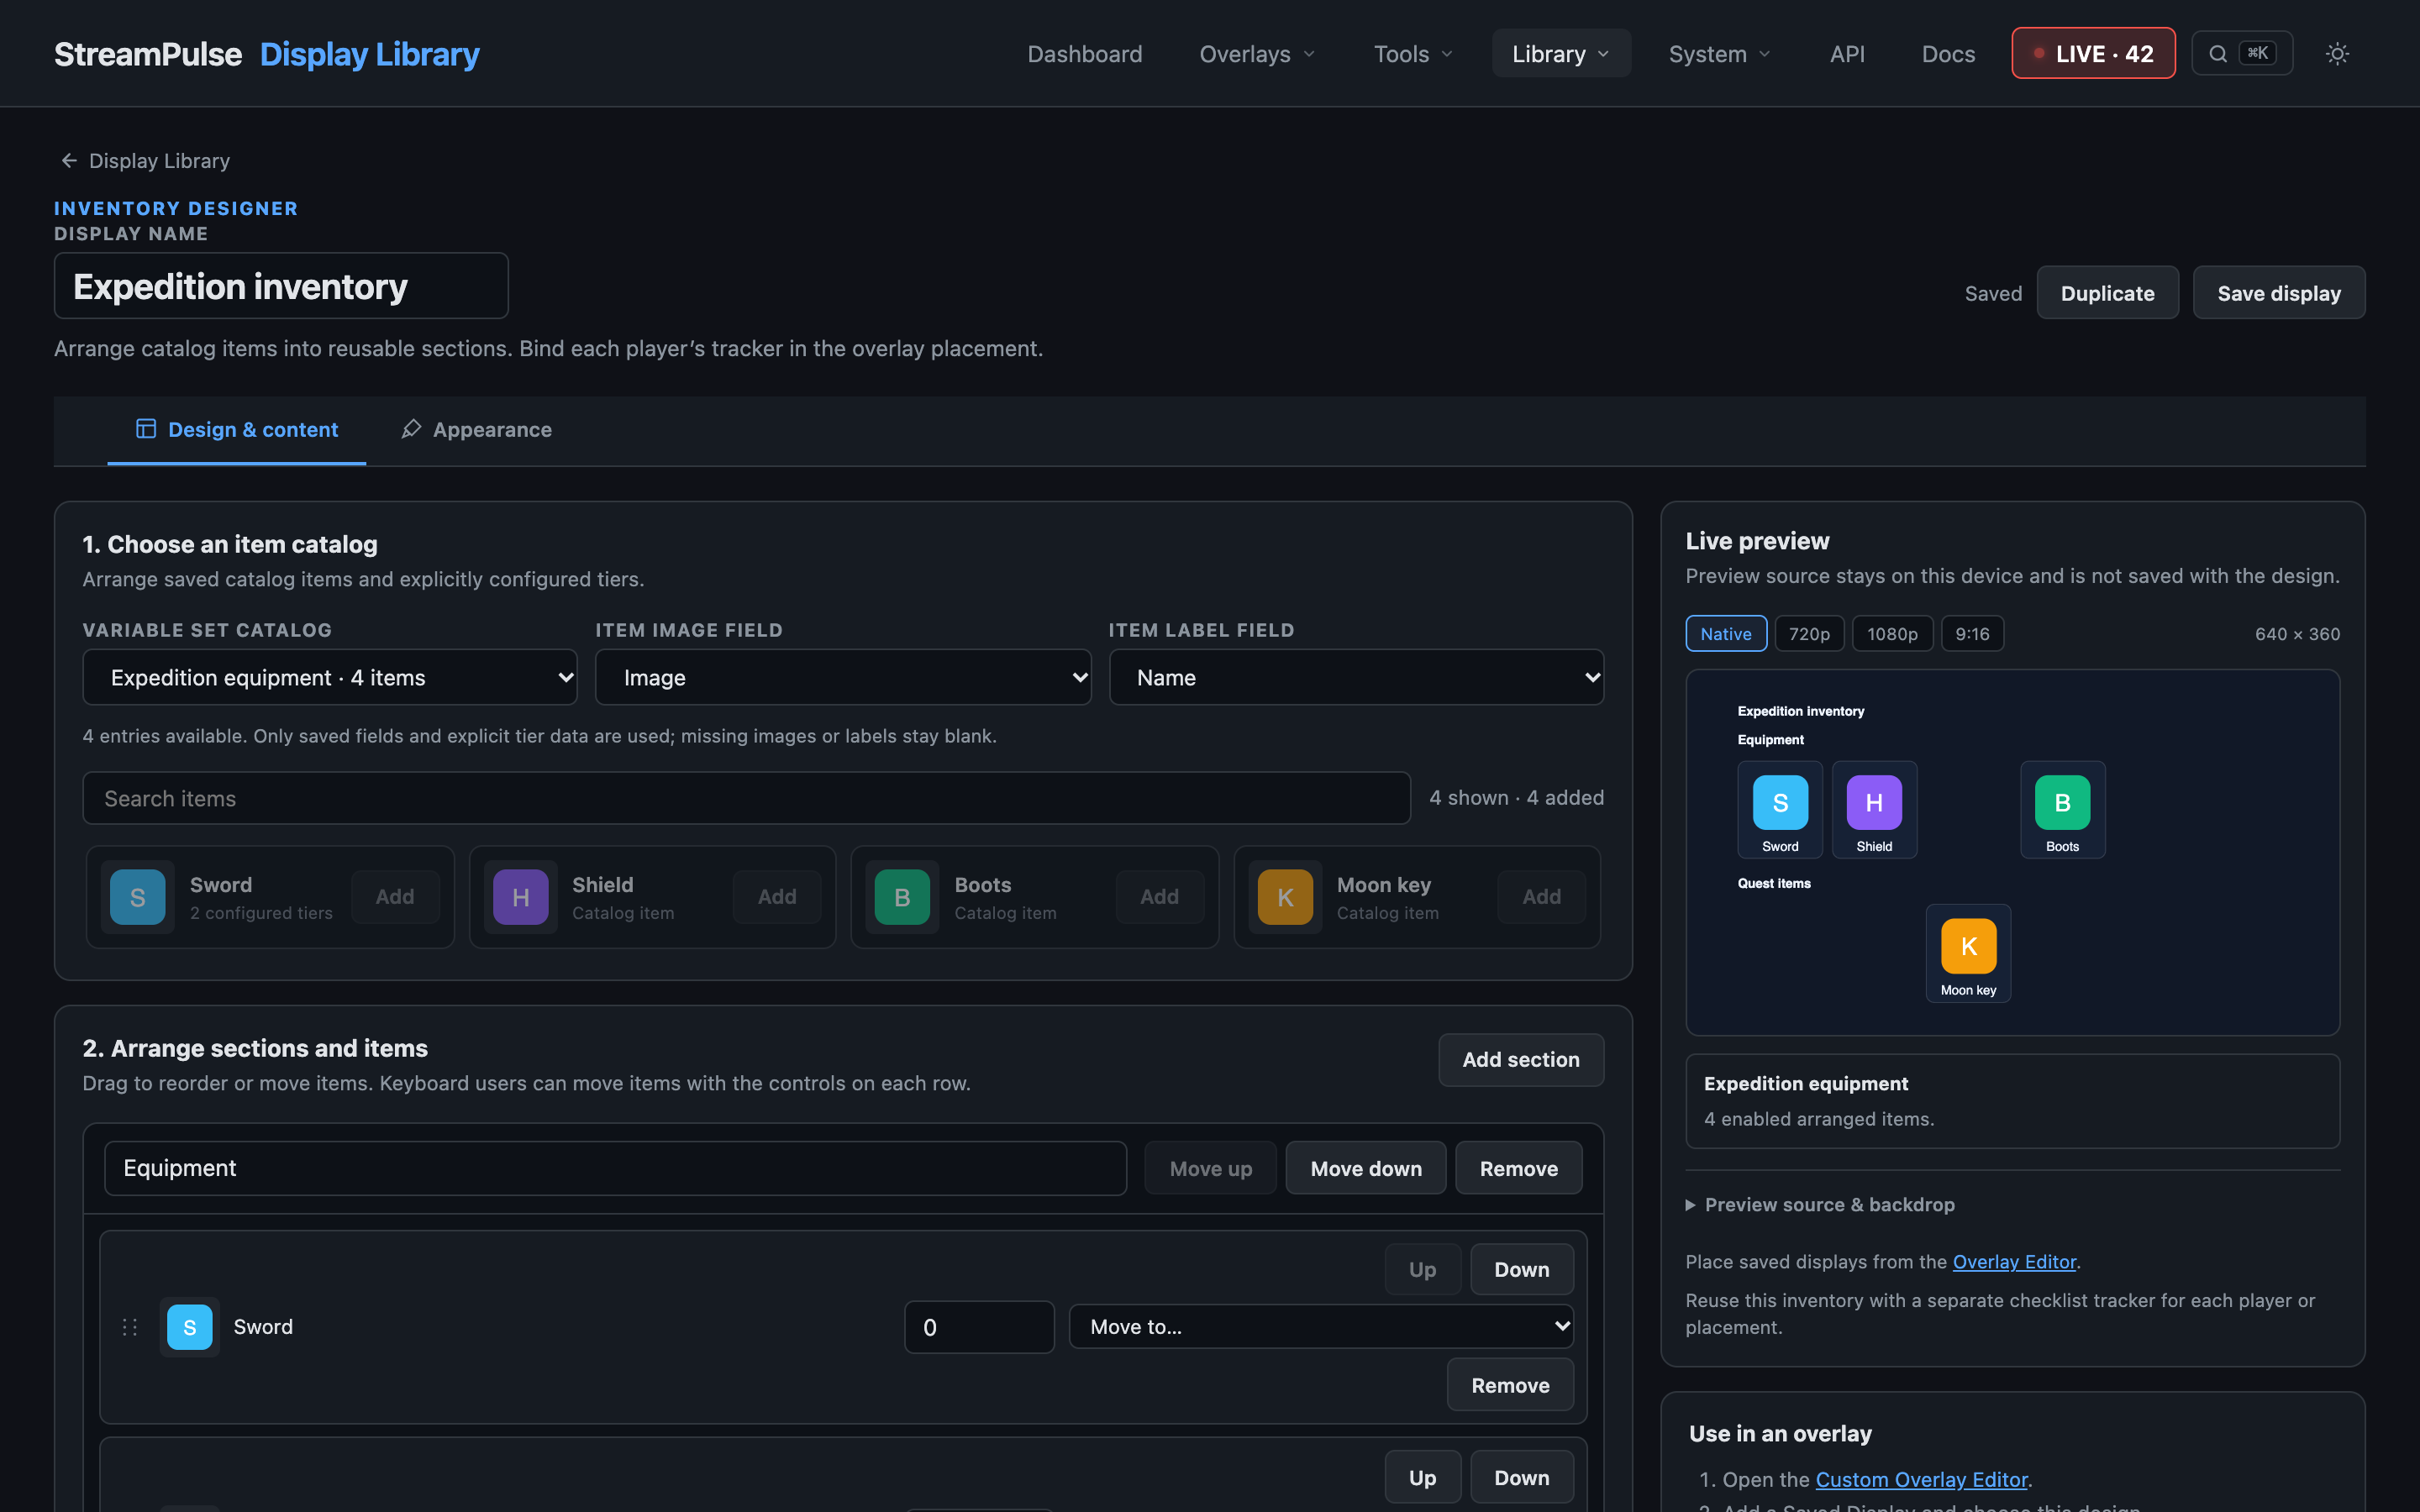 StreamPulse Display Library
Dashboard Overlays Tools Library System API Docs LIVE · 42 ⌘K
Display Library
INVENTORY DESIGNER
DISPLAY NAME
Expedition inventory
Saved Duplicate Save display
Arrange catalog items into reusable sections. Bind each player’s tracker in the overlay placement.
Design & content Appearance
1. Choose an item catalog
Arrange saved catalog items and explicitly configured tiers.
VARIABLE SET CATALOG ITEM IMAGE FIELD ITEM LABEL FIELD
Expedition equipment · 4 items Image Name
4 entries available. Only saved fields and explicit tier data are used; missing images or labels stay blank.
Search items 4 shown · 4 added
S Sword 2 configured tiers Add
H Shield Catalog item Add
B Boots Catalog item Add
K Moon key Catalog item Add
2. Arrange sections and items
Drag to reorder or move items. Keyboard users can move items with the controls on each row.
Add section
Equipment Move up Move down Remove
Up Down
S Sword 0 Move to...
Remove
Up Down
Live preview
Preview source stays on this device and is not saved with the design.
Native 720p 1080p 9:16 640 × 360
Expedition inventory
Equipment
S H B
Sword Shield Boots
Quest items
K
Moon key
Expedition equipment
4 enabled arranged items.
Preview source & backdrop
Place saved displays from the Overlay Editor.
Reuse this inventory with a separate checklist tracker for each player or
placement.
Use in an overlay
1. Open the Custom Overlay Editor.
2. Add a Saved Display and choose this design.